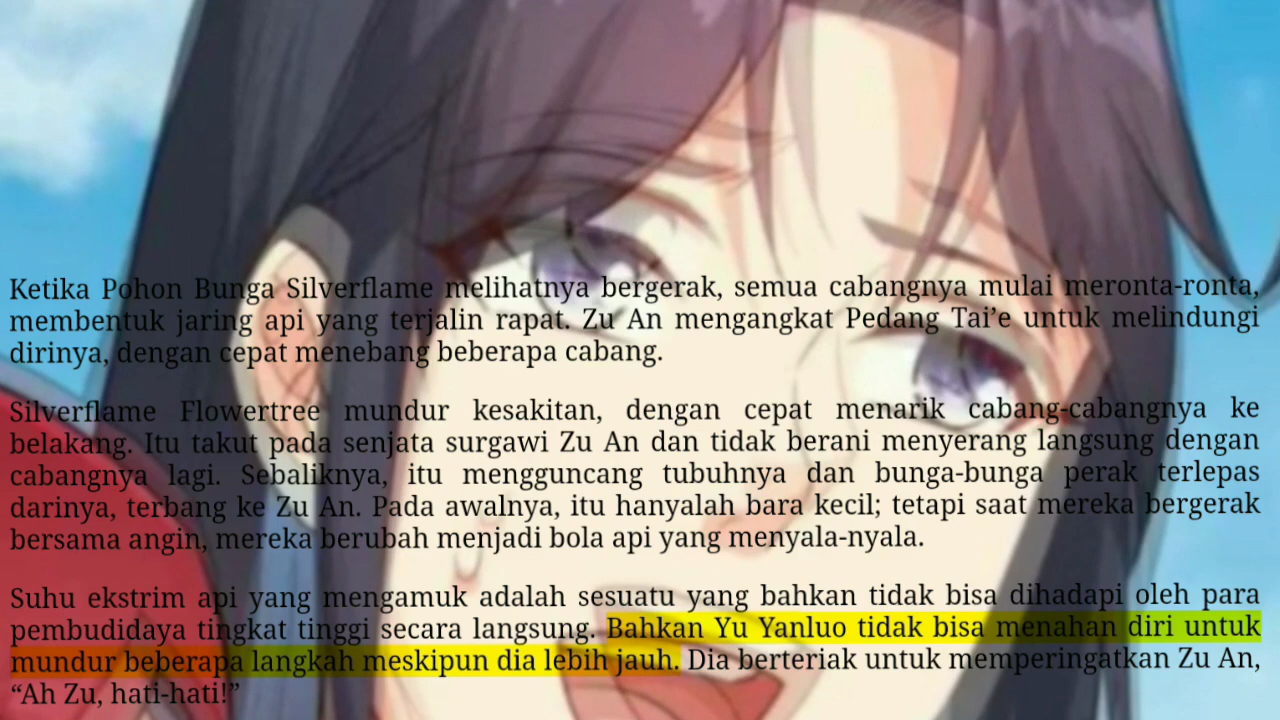 Ketika Pohon Bunga Silverflame melihatnya bergerak, semua cabangnya mulai meronta-ronta,
membentuk jaring api yang terjalin rapat. Zu An mengangkat Pedang Tai’e untuk melindungi
dirinya, dengan cepat menebang beberapa cabang.
Silverflame Flowertree mundur kesakitan, dengan cepat menarik cabang-cabangnya ke
belakang. Itu takut pada senjata surgawi Zu An dan tidak berani menyerang langsung dengan
cabangnya lagi. Sebaliknya, itu mengguncang tubuhnya dan bunga-bunga perak terlepas
darinya, terbang ke Zu An. Pada awalnya, itu hanyalah bara kecil; tetapi saat mereka bergerak
bersama angin, mereka berubah menjadi bola api yang menyala-nyala.
Suhu ekstrim api yang mengamuk adalah sesuatu yang bahkan tidak bisa dihadapi oleh para
pembudidaya tingkat tinggi secara langsung. Bahkan Yu Yanluo tidak bisa menahan diri untuk
mundur beberapa langkah meskipun dia lebih jauh. Dia berteriak untuk memperingatkan Zu An,
“Ah Zu, hati-hati!”